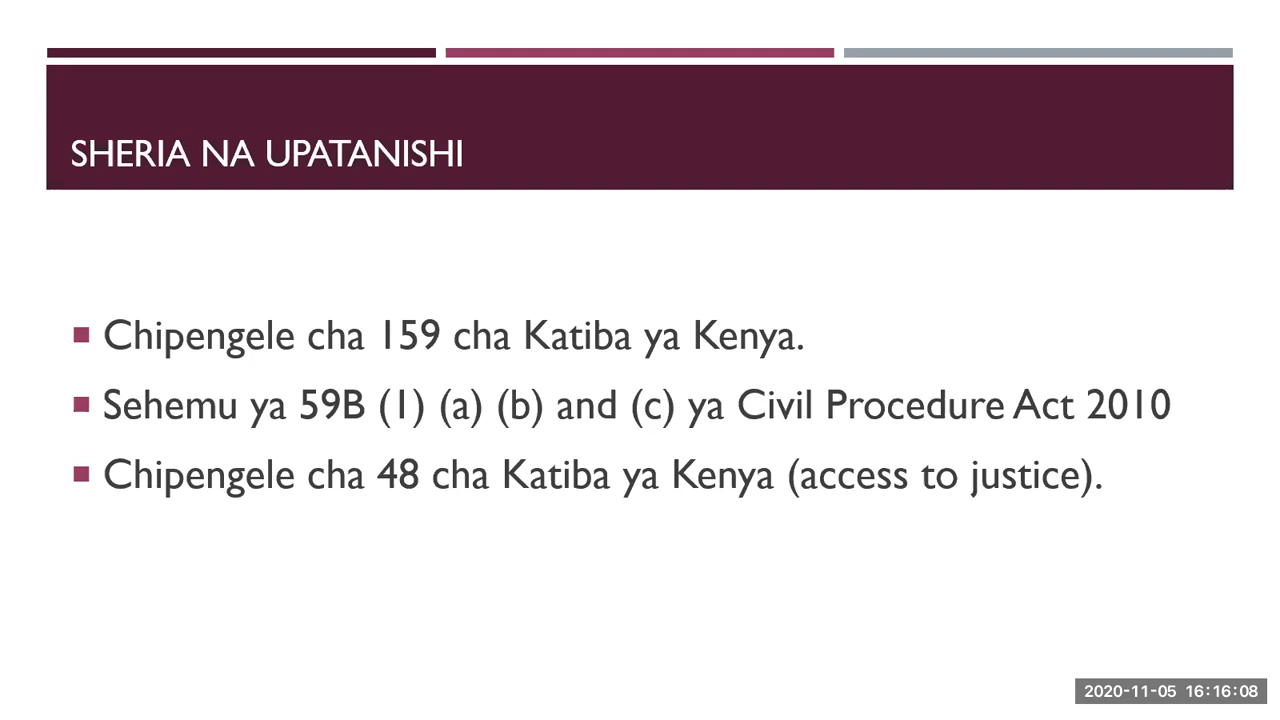 SHERIA NA UPATANISHI
Chipengele cha 159 cha Katiba ya Kenya.
Sehemu ya 59B (1) (a) (b) and (c) ya Civil Procedure Act 2010
Chipengele cha 48 cha Katiba ya Kenya (access to justice).
2020-11-05 16:16:08